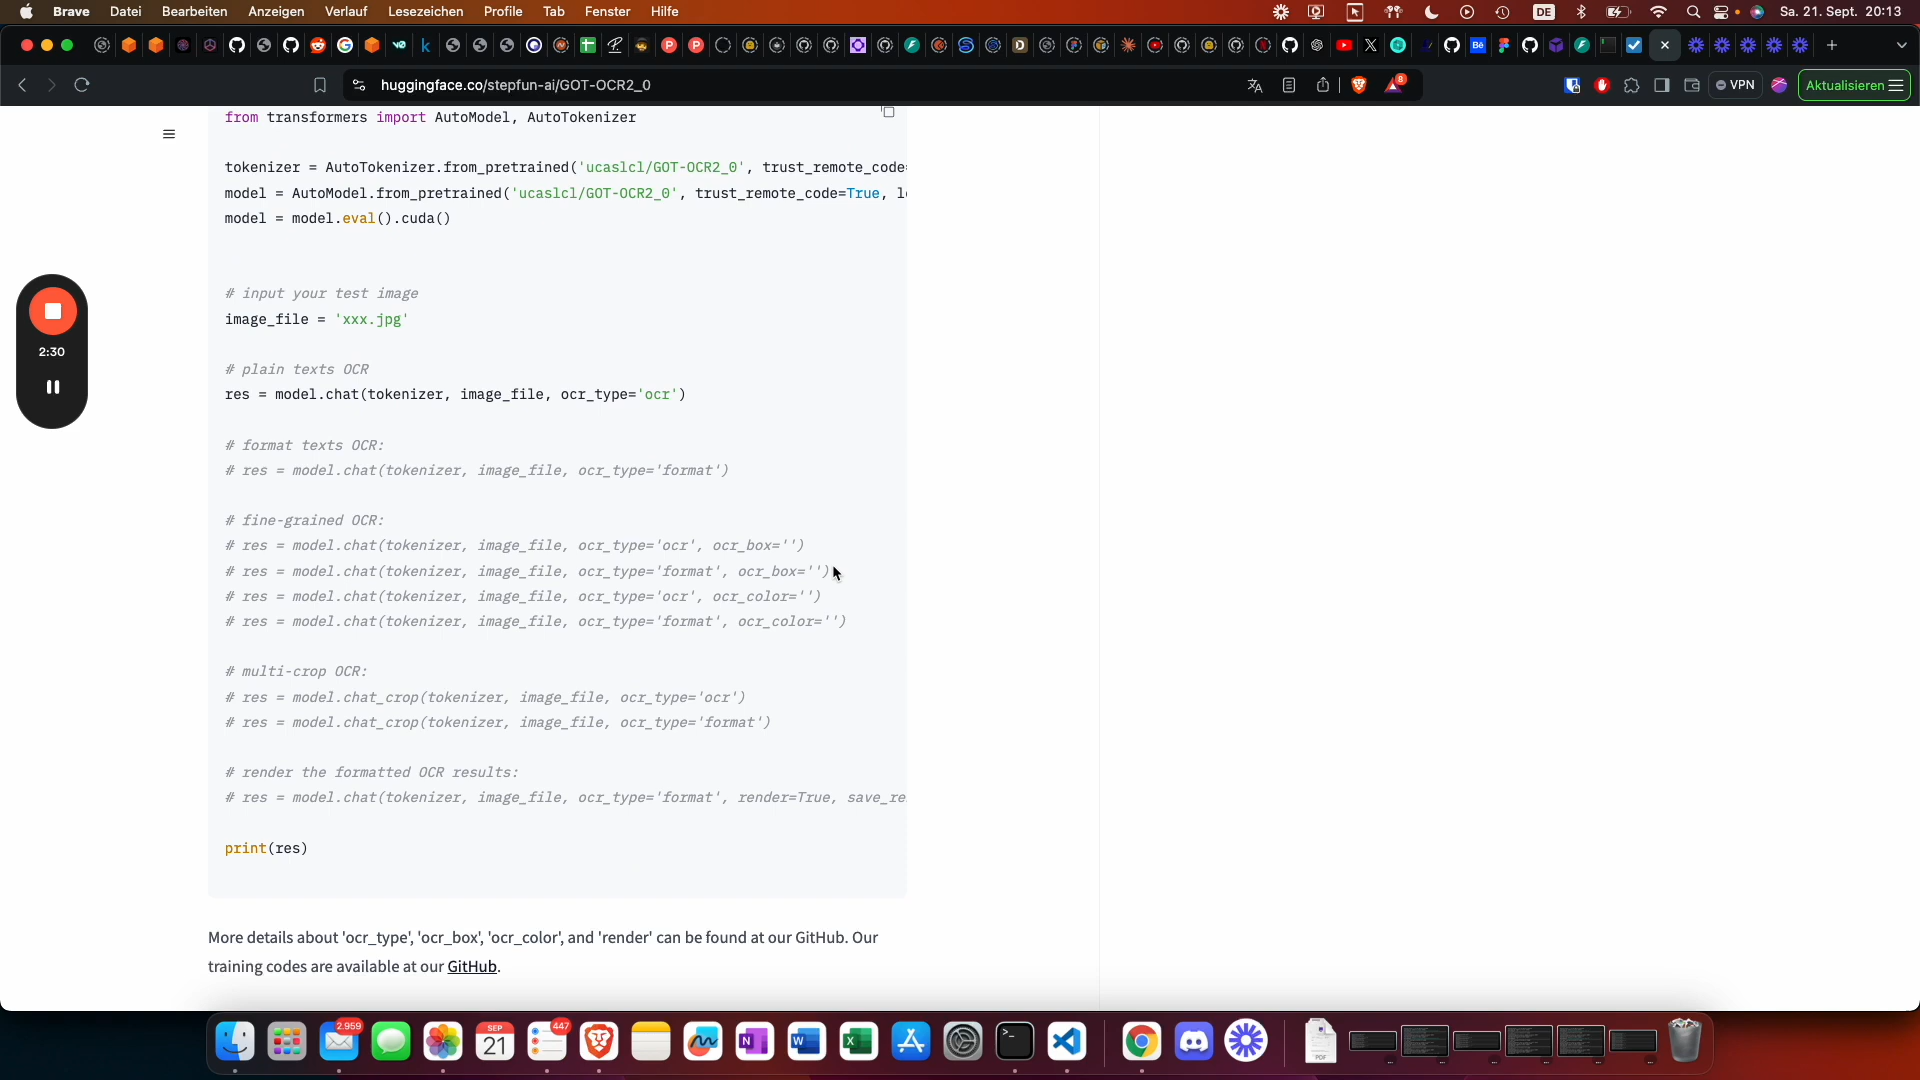 Brave Datei Bearbeiten Anzeigen Verlauf Lesezeichen Profile Tab Fenster Hilfe DE Sa. 21. Sept. 20:13
huggingface.co/stepfun-ai/GOT-OCR2_0 8 VPN Aktualisieren
from transformers import AutoModel, AutoTokenizer
tokenizer = AutoTokenizer.from_pretrained('ucaslcl/GOT-OCR2_0', trust_remote_code=
model = AutoModel.from_pretrained('ucaslcl/GOT-OCR2_0', trust_remote_code=True, l
model = model.eval().cuda()
# input your test image
image_file = 'xxx.jpg'
2:30
# plain texts OCR
res = model.chat(tokenizer, image_file, ocr_type='ocr')
# format texts OCR:
# res = model.chat(tokenizer, image_file, ocr_type='format')
# fine-grained OCR:
# res = model.chat(tokenizer, image_file, ocr_type='ocr', ocr_box='')
# res = model.chat(tokenizer, image_file, ocr_type='format', ocr_box='')
# res = model.chat(tokenizer, image_file, ocr_type='ocr', ocr_color='')
# res = model.chat(tokenizer, image_file, ocr_type='format', ocr_color='')
# multi-crop OCR:
# res = model.chat_crop(tokenizer, image_file, ocr_type='ocr')
# res = model.chat_crop(tokenizer, image_file, ocr_type='format')
# render the formatted OCR results:
# res = model.chat(tokenizer, image_file, ocr_type='format', render=True, save_re
print(res)
More details about 'ocr_type', 'ocr_box', 'ocr_color', and 'render' can be found at our GitHub. Our
training codes are available at our GitHub.
2.959 SEP 21 447 PDF